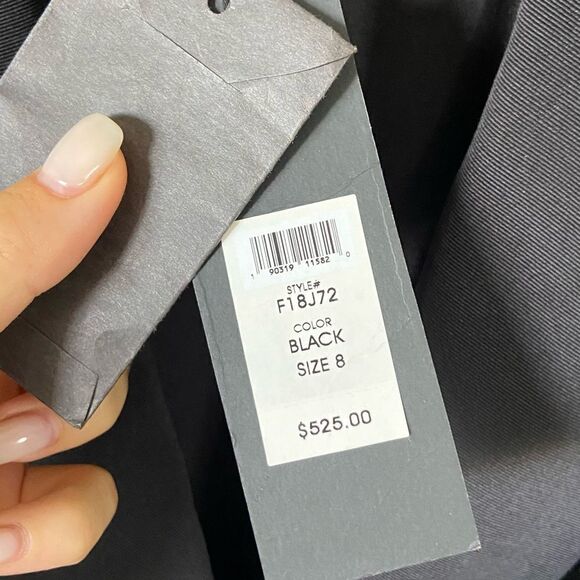 1 90319 11582 0
STYLE#
F18J72
COLOR
BLACK
SIZE 8
$525.00